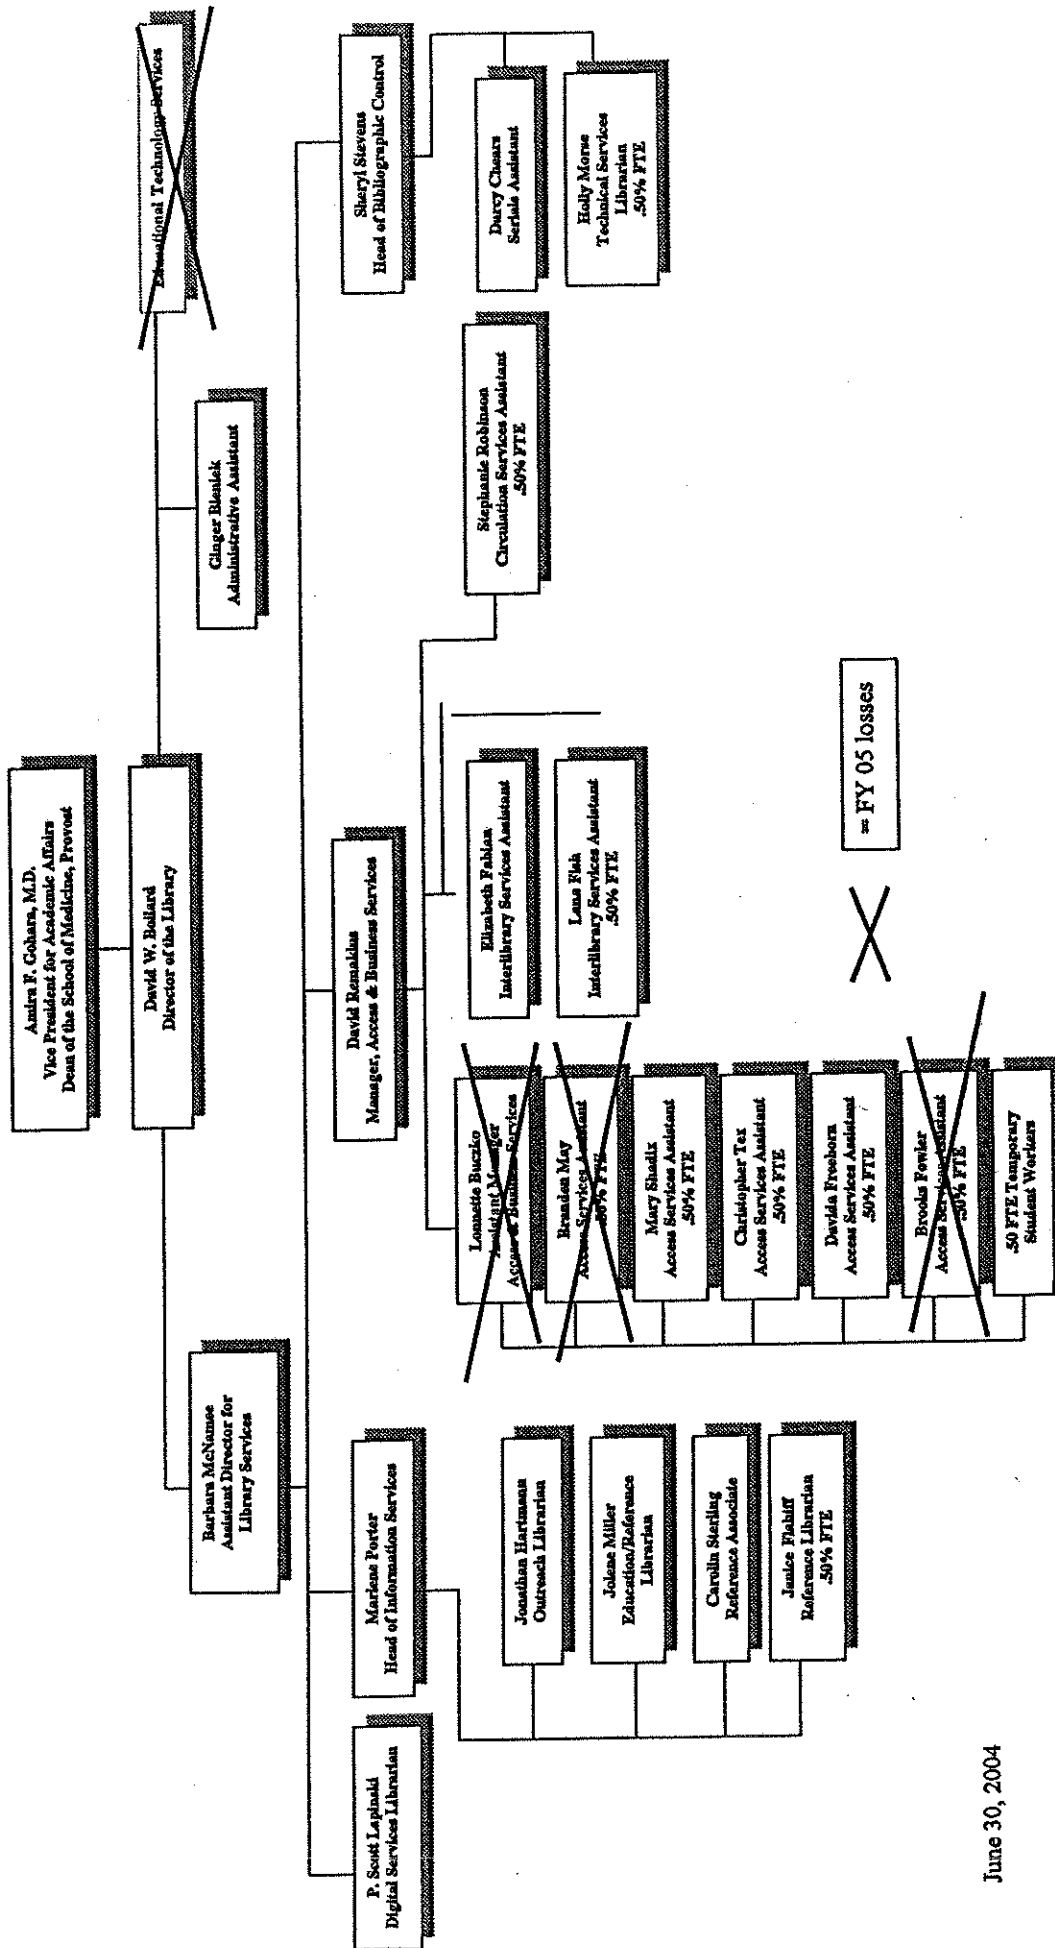 Amira F. Gohara, M.D.
Vice President for Academic Affairs
Dean of the School of Medicine, Provost
David W. Boilard
Director of the Library
Educational Technology Services
Ginger Bieniek
Administrative Assistant
Barbara McNamee
Assistant Director for
Library Services
P. Scott Lapinski
Digital Services Librarian
Marlene Porter
Head of Information Services
David Remaklus
Manager, Access & Business Services
Sheryl Stevens
Head of Bibliographic Control
Jonathan Hartmann
Outreach Librarian
Jolene Miller
Education/Reference
Librarian
Carolin Sterling
Reference Associate
Janice Flahiff
Reference Librarian
.50% FTE
Leonette Buczko
Assistant Manager
Access & Business Services
Brandon May
Access Services Assistant
.50% FTE
Mary Shadix
Access Services Assistant
.50% FTE
Christopher Tex
Access Services Assistant
.50% FTE
Davida Freeborn
Access Services Assistant
.50% FTE
Brooks Fowler
Access Services Assistant
.50% FTE
.50 FTE Temporary
Student Workers
Elizabeth Fabian
Interlibrary Services Assistant
Lana Fish
Interlibrary Services Assistant
.50% FTE
Stephanie Robinson
Circulation Services Assistant
.50% FTE
Darcy Chears
Serials Assistant
Holly Morse
Technical Services
Librarian
.50% FTE
= FY 05 losses
June 30, 2004